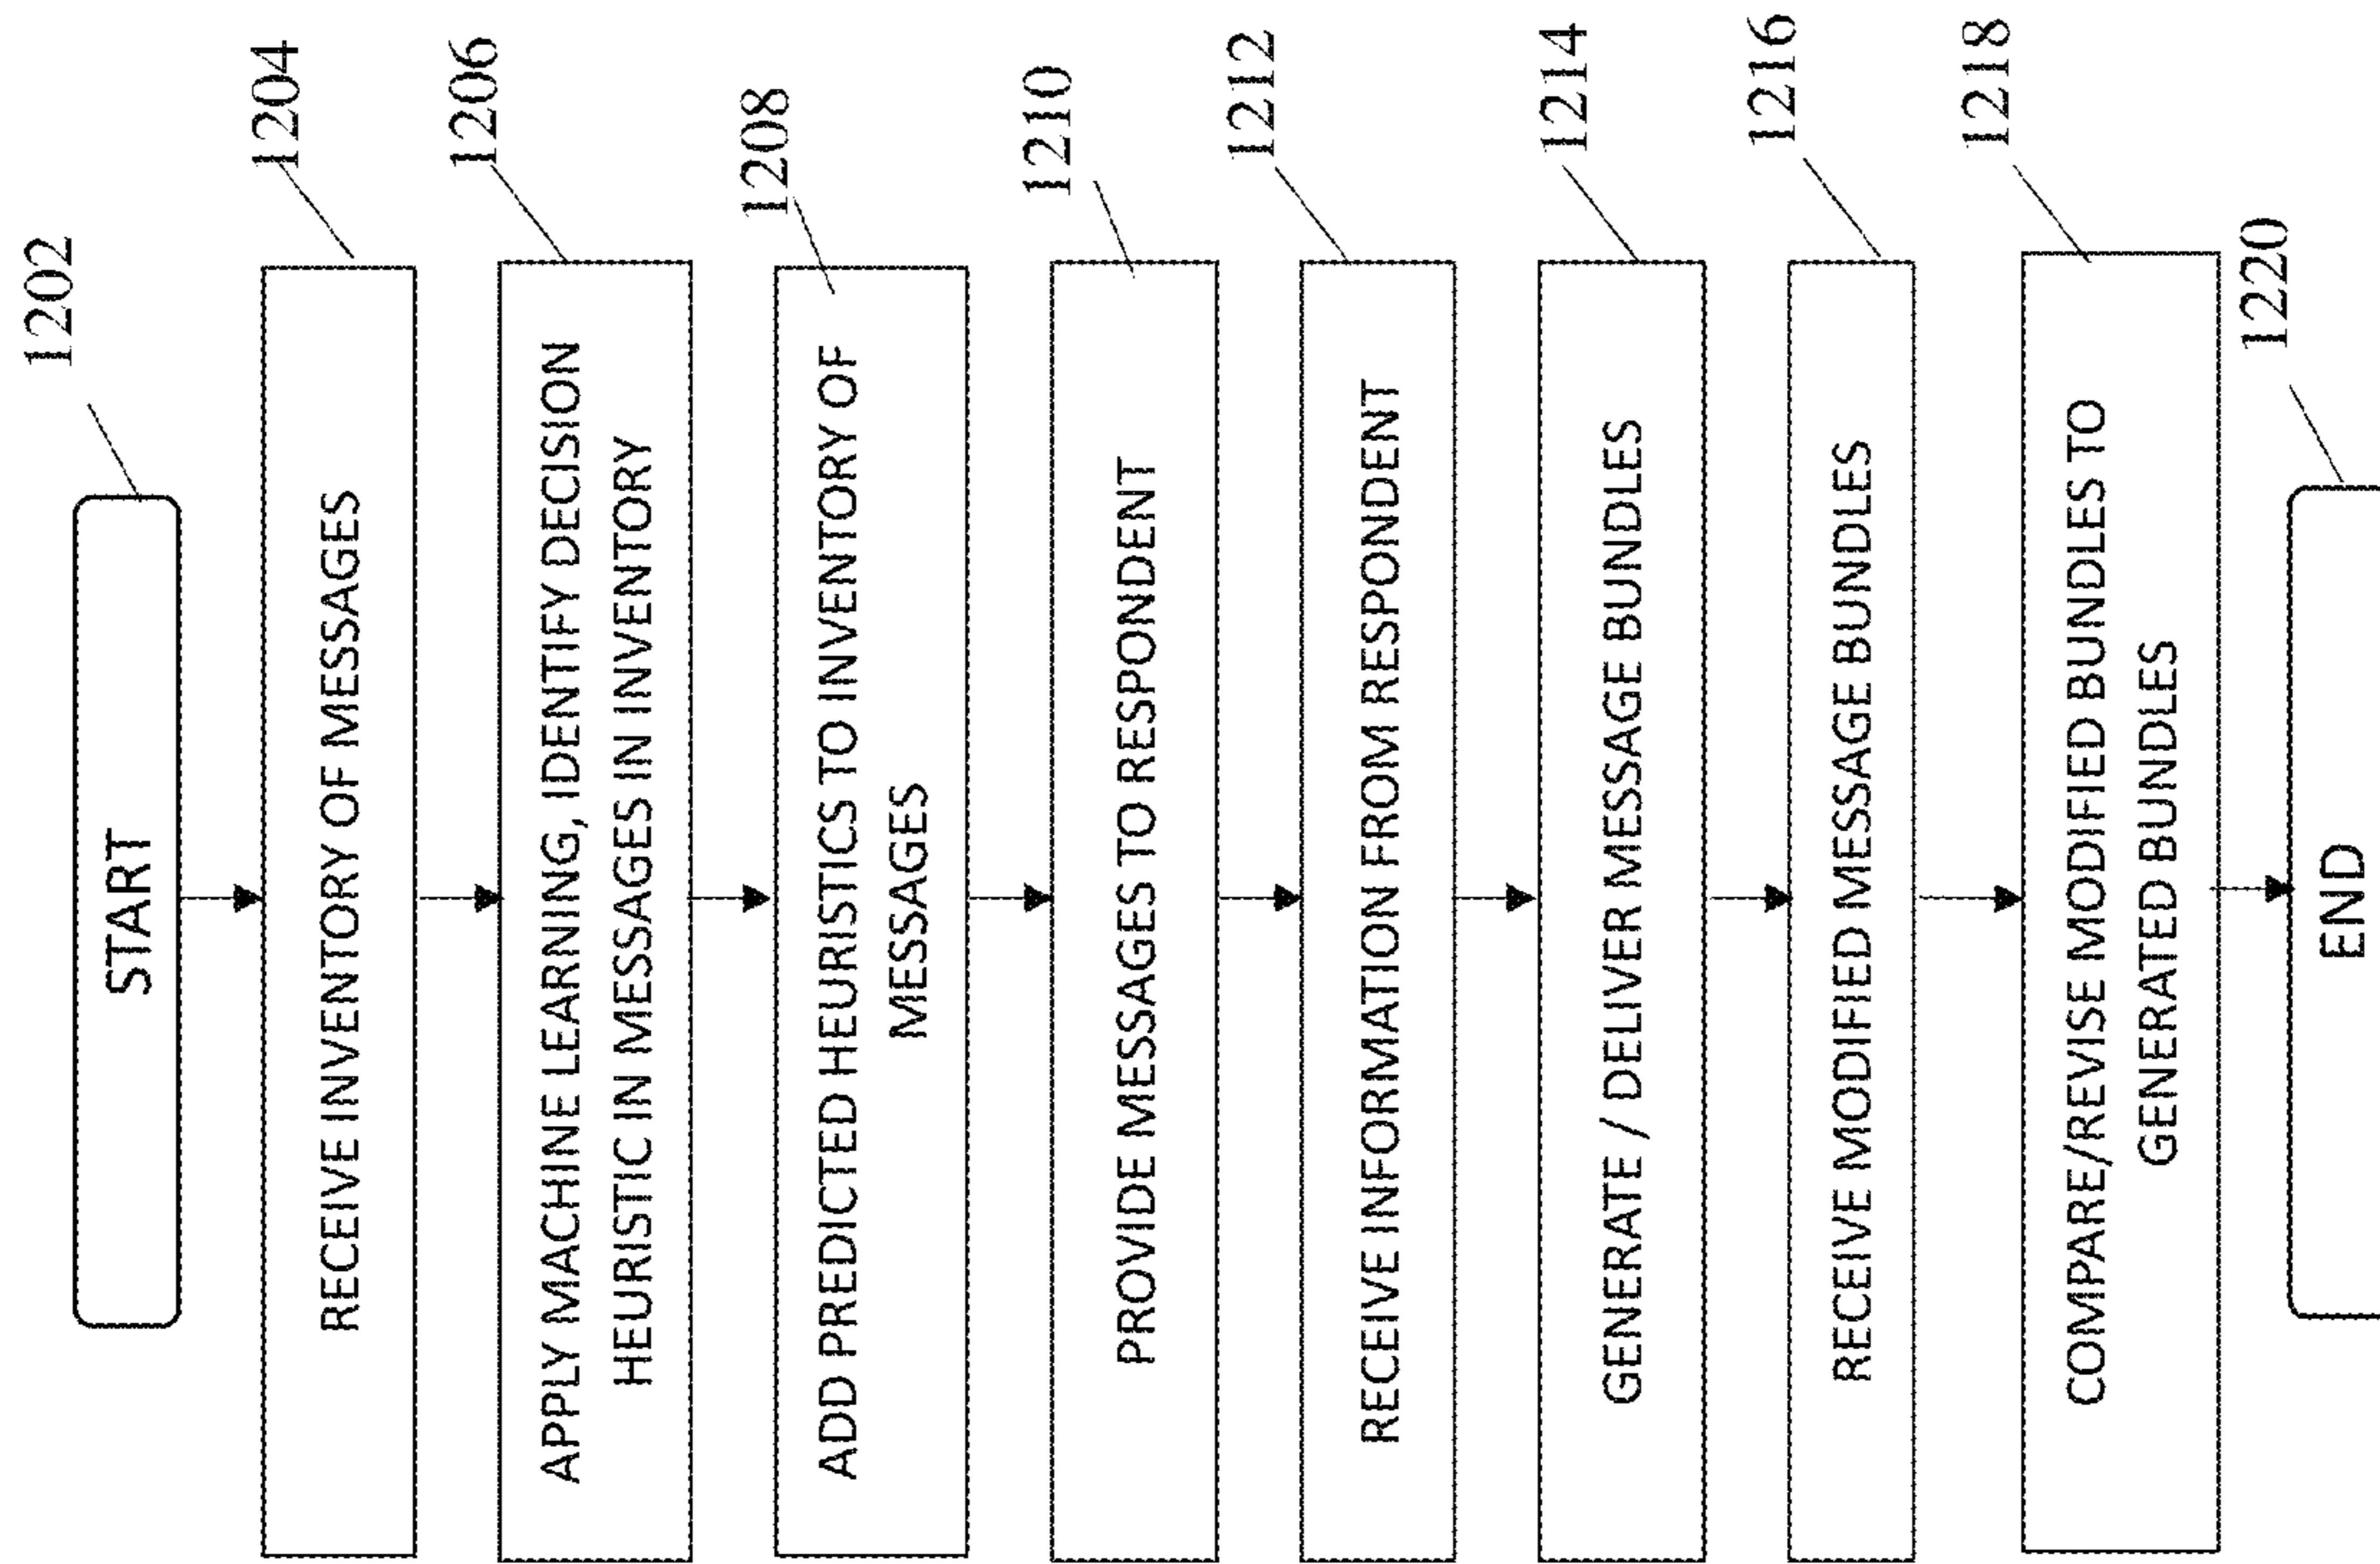 1202
START
1204
RECEIVE INVENTORY OF MESSAGES
1206
APPLY MACHINE LEARNING, IDENTIFY DECISION
HEURISTIC IN MESSAGES IN INVENTORY
1208
ADD PREDICTED HEURISTICS TO INVENTORY OF
MESSAGES
1210
PROVIDE MESSAGES TO RESPONDENT
1212
RECEIVE INFORMATION FROM RESPONDENT
1214
GENERATE / DELIVER MESSAGE BUNDLES
1216
RECEIVE MODIFIED MESSAGE BUNDLES
1218
COMPARE/REVISE MODIFIED BUNDLES TO
GENERATED BUNDLES
1220
END